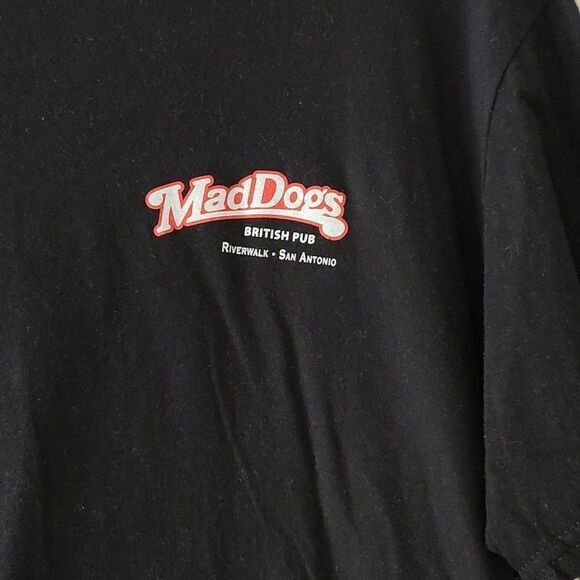 MadDogs
BRITISH PUB
RIVERWALK • SAN ANTONIO